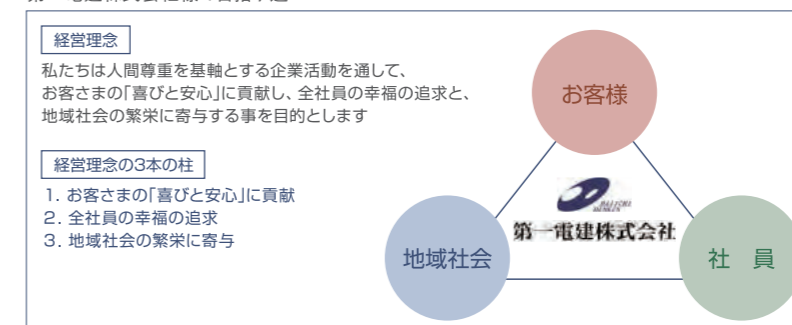 経営理念
私たちは人間尊重を基軸とする企業活動を通して、
お客さまの「喜びと安心」に貢献し、全社員の幸福の追求と、
地域社会の繁栄に寄与する事を目的とします
経営理念の3本の柱
1. お客さまの「喜びと安心」に貢献
2. 全社員の幸福の追求
3. 地域社会の繁栄に寄与
お客様
第一電建株式会社
地域社会
社 員